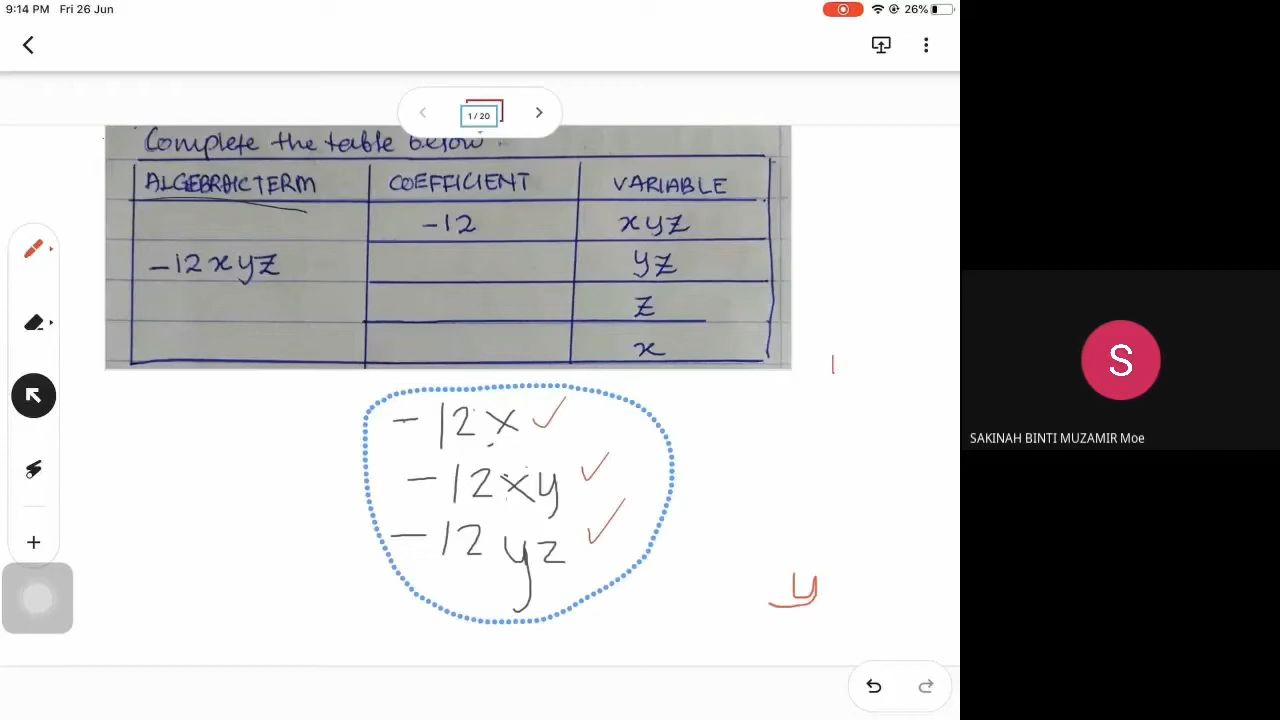 9:14 PM Fri 26 Jun
26%
1 / 20
Complete the table below.
ALGEBRAIC TERM COEFFICIENT VARIABLE
-12 xyz
-12xyz yz
z
x
-12x ✓
-12xy ✓
-12yz ✓
y
S
SAKINAH BINTI MUZAMIR Moe